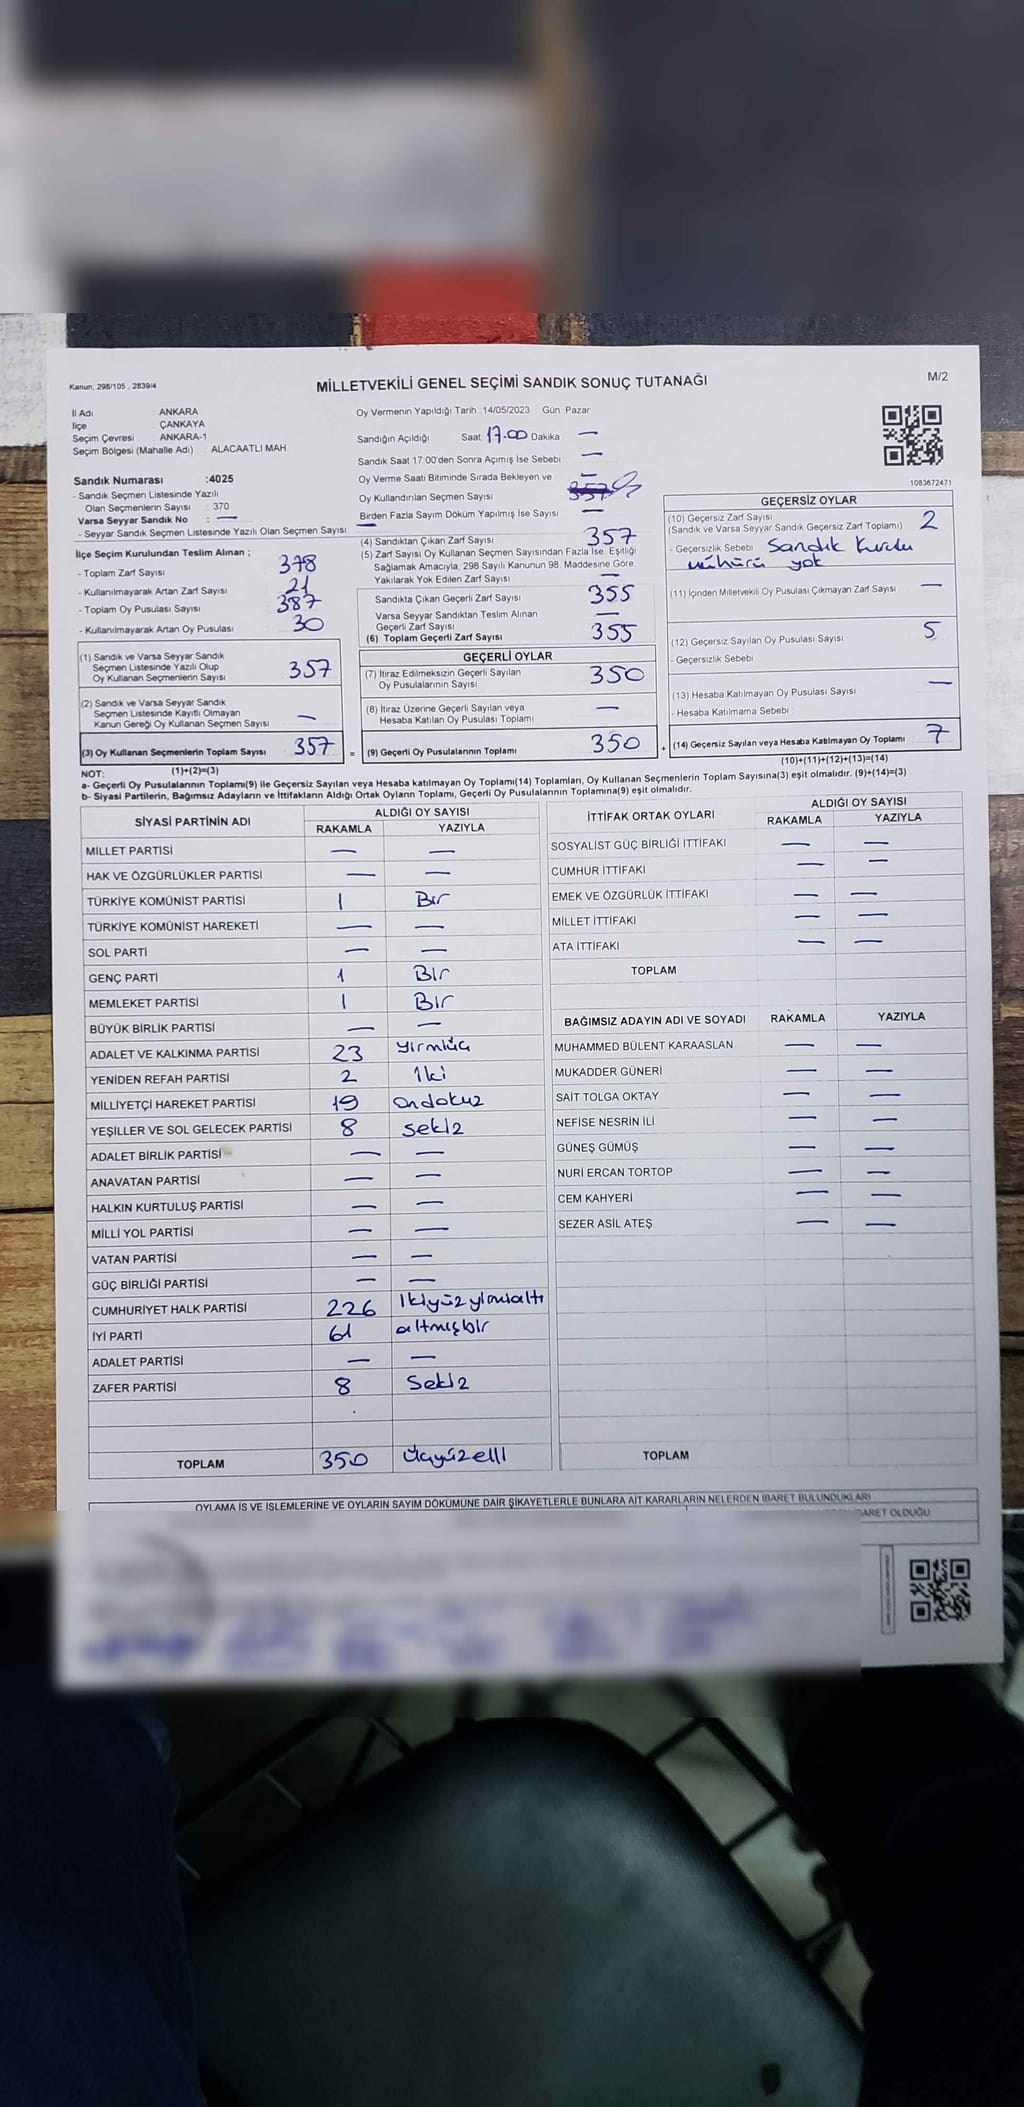 Kanun: 298/105 , 2839/4
MİLLETVEKİLİ GENEL SEÇİMİ SANDIK SONUÇ TUTANAĞI
M/2
İl Adı : ANKARA
İlçe : ÇANKAYA
Seçim Çevresi : ANKARA-1
Seçim Bölgesi (Mahalle Adı) : ALACAATLI MAH
Sandık Numarası :4025
- Sandık Seçmen Listesinde Yazılı
Olan Seçmenlerin Sayısı : 370
Varsa Seyyar Sandık No : —
- Seyyar Sandık Seçmen Listesinde Yazılı Olan Seçmen Sayısı
Oy Vermenin Yapıldığı Tarih :14/05/2023 Gün Pazar
Sandığın Açıldığı Saat 17.00 Dakika —
Sandık Saat 17:00'den Sonra Açımış İse Sebebi —
Oy Verme Saati Bitiminde Sırada Bekleyen ve —
Oy Kullandırılan Seçmen Sayısı 357
Birden Fazla Sayım Döküm Yapılmış İse Sayısı —
1083672471
İlçe Seçim Kurulundan Teslim Alınan ;
- Toplam Zarf Sayısı 378
- Kullanılmayarak Artan Zarf Sayısı 21
- Toplam Oy Pusulası Sayısı 387
- Kullanılmayarak Artan Oy Pusulası 30
(1) Sandık ve Varsa Seyyar Sandık
Seçmen Listesinde Yazılı Olup
Oy Kullanan Seçmenlerin Sayısı 357
(2) Sandık ve Varsa Seyyar Sandık
Seçmen Listesinde Kayıtlı Olmayan
Kanun Gereği Oy Kullanan Seçmen Sayısı —
(3) Oy Kullanan Seçmenlerin Toplam Sayısı 357 =
(1)+(2)=(3)
(4) Sandıktan Çıkan Zarf Sayısı 357
(5) Zarf Sayısı Oy Kullanan Seçmen Sayısından Fazla İse, Eşitliği
Sağlamak Amacıyla; 298 Sayılı Kanunun 98. Maddesine Göre
Yakılarak Yok Edilen Zarf Sayısı —
Sandıkta Çıkan Geçerli Zarf Sayısı 355
Varsa Seyyar Sandıktan Teslim Alınan
Geçerli Zarf Sayısı —
(6) Toplam Geçerli Zarf Sayısı 355
GEÇERLİ OYLAR
(7) İtiraz Edilmeksizin Geçerli Sayılan
Oy Pusulalarının Sayısı 350
(8) İtiraz Üzerine Geçerli Sayılan veya
Hesaba Katılan Oy Pusulası Toplamı —
(9) Geçerli Oy Pusulalarının Toplamı 350 +
GEÇERSİZ OYLAR
(10) Geçersiz Zarf Sayısı 2
(Sandık ve Varsa Seyyar Sandık Geçersiz Zarf Toplamı)
- Geçersizlik Sebebi Sandık Kurulu
mühürü yok
(11) İçinden Milletvekili Oy Pusulası Çıkmayan Zarf Sayısı —
(12) Geçersiz Sayılan Oy Pusulası Sayısı 5
- Geçersizlik Sebebi
(13) Hesaba Katılmayan Oy Pusulası Sayısı —
- Hesaba Katılmama Sebebi
(14) Geçersiz Sayılan veya Hesaba Katılmayan Oy Toplamı 7
(10)+(11)+(12)+(13)=(14)
NOT:
a- Geçerli Oy Pusulalarının Toplamı(9) ile Geçersiz Sayılan veya Hesaba katılmayan Oy Toplamı(14) Toplamları, Oy Kullanan Seçmenlerin Toplam Sayısına(3) eşit olmalıdır. (9)+(14)=(3)
b- Siyasi Partilerin, Bağımsız Adayların ve İttifakların Aldığı Ortak Oyların Toplamı, Geçerli Oy Pusulalarının Toplamına(9) eşit olmalıdır.
SİYASİ PARTİNİN ADI
ALDIĞI OY SAYISI
RAKAMLA YAZIYLA
MİLLET PARTİSİ — —
HAK VE ÖZGÜRLÜKLER PARTİSİ — —
TÜRKİYE KOMÜNİST PARTİSİ 1 Bir
TÜRKİYE KOMÜNİST HAREKETİ — —
SOL PARTİ — —
GENÇ PARTİ 1 Bir
MEMLEKET PARTİSİ 1 Bir
BÜYÜK BİRLİK PARTİSİ — —
ADALET VE KALKINMA PARTİSİ 23 yirmiüç
YENİDEN REFAH PARTİSİ 2 İki
MİLLİYETÇİ HAREKET PARTİSİ 19 ondokuz
YEŞİLLER VE SOL GELECEK PARTİSİ 8 sekiz
ADALET BİRLİK PARTİSİ — —
ANAVATAN PARTİSİ — —
HALKIN KURTULUŞ PARTİSİ — —
MİLLİ YOL PARTİSİ — —
VATAN PARTİSİ — —
GÜÇ BİRLİĞİ PARTİSİ — —
CUMHURİYET HALK PARTİSİ 226 ikiyüzyirmialtı
İYİ PARTİ 61 altmışbir
ADALET PARTİSİ — —
ZAFER PARTİSİ 8 Sekiz
TOPLAM 350 üçyüzelli
İTTİFAK ORTAK OYLARI
ALDIĞI OY SAYISI
RAKAMLA YAZIYLA
SOSYALİST GÜÇ BİRLİĞİ İTTİFAKI — —
CUMHUR İTTİFAKI — —
EMEK VE ÖZGÜRLÜK İTTİFAKI — —
MİLLET İTTİFAKI — —
ATA İTTİFAKI — —
TOPLAM
BAĞIMSIZ ADAYIN ADI VE SOYADI RAKAMLA YAZIYLA
MUHAMMED BÜLENT KARAASLAN — —
MUKADDER GÜNERİ — —
SAİT TOLGA OKTAY — —
NEFİSE NESRİN İLİ — —
GÜNEŞ GÜMÜŞ — —
NURİ ERCAN TORTOP — —
CEM KAHYERİ — —
SEZER ASİL ATEŞ — —
TOPLAM
OYLAMA İŞ VE İŞLEMLERİNE VE OYLARIN SAYIM DÖKÜMÜNE DAİR ŞİKAYETLERLE BUNLARA AİT KARARLARIN NELERDEN İBARET BULUNDUKLARI
İBARET OLDUĞU